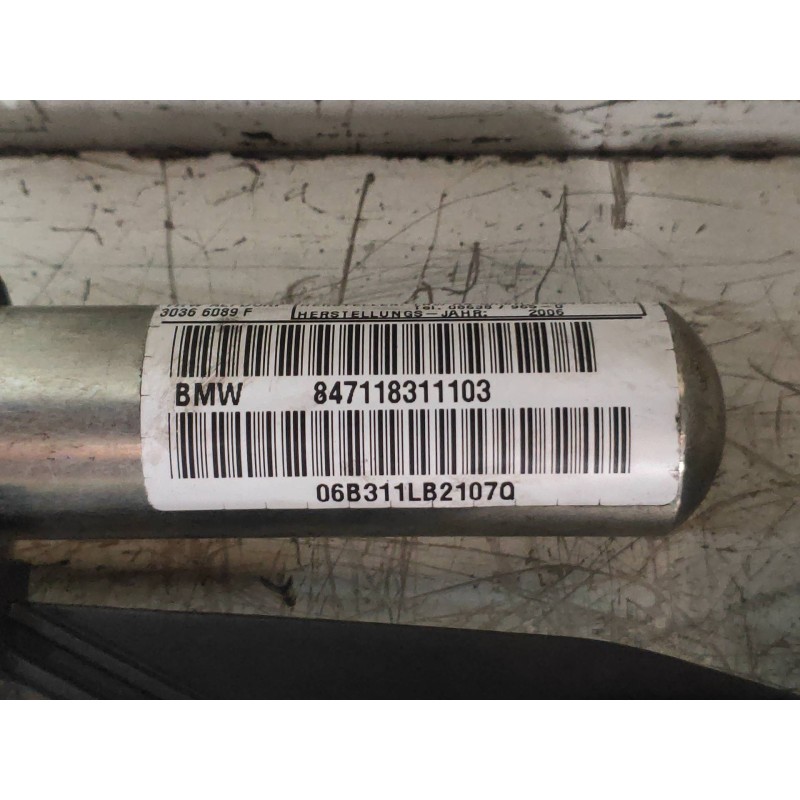 3036 6089 F
HERSTELLUNGS-JAHR: 2006
BMW 847118311103
06B311LB2107Q